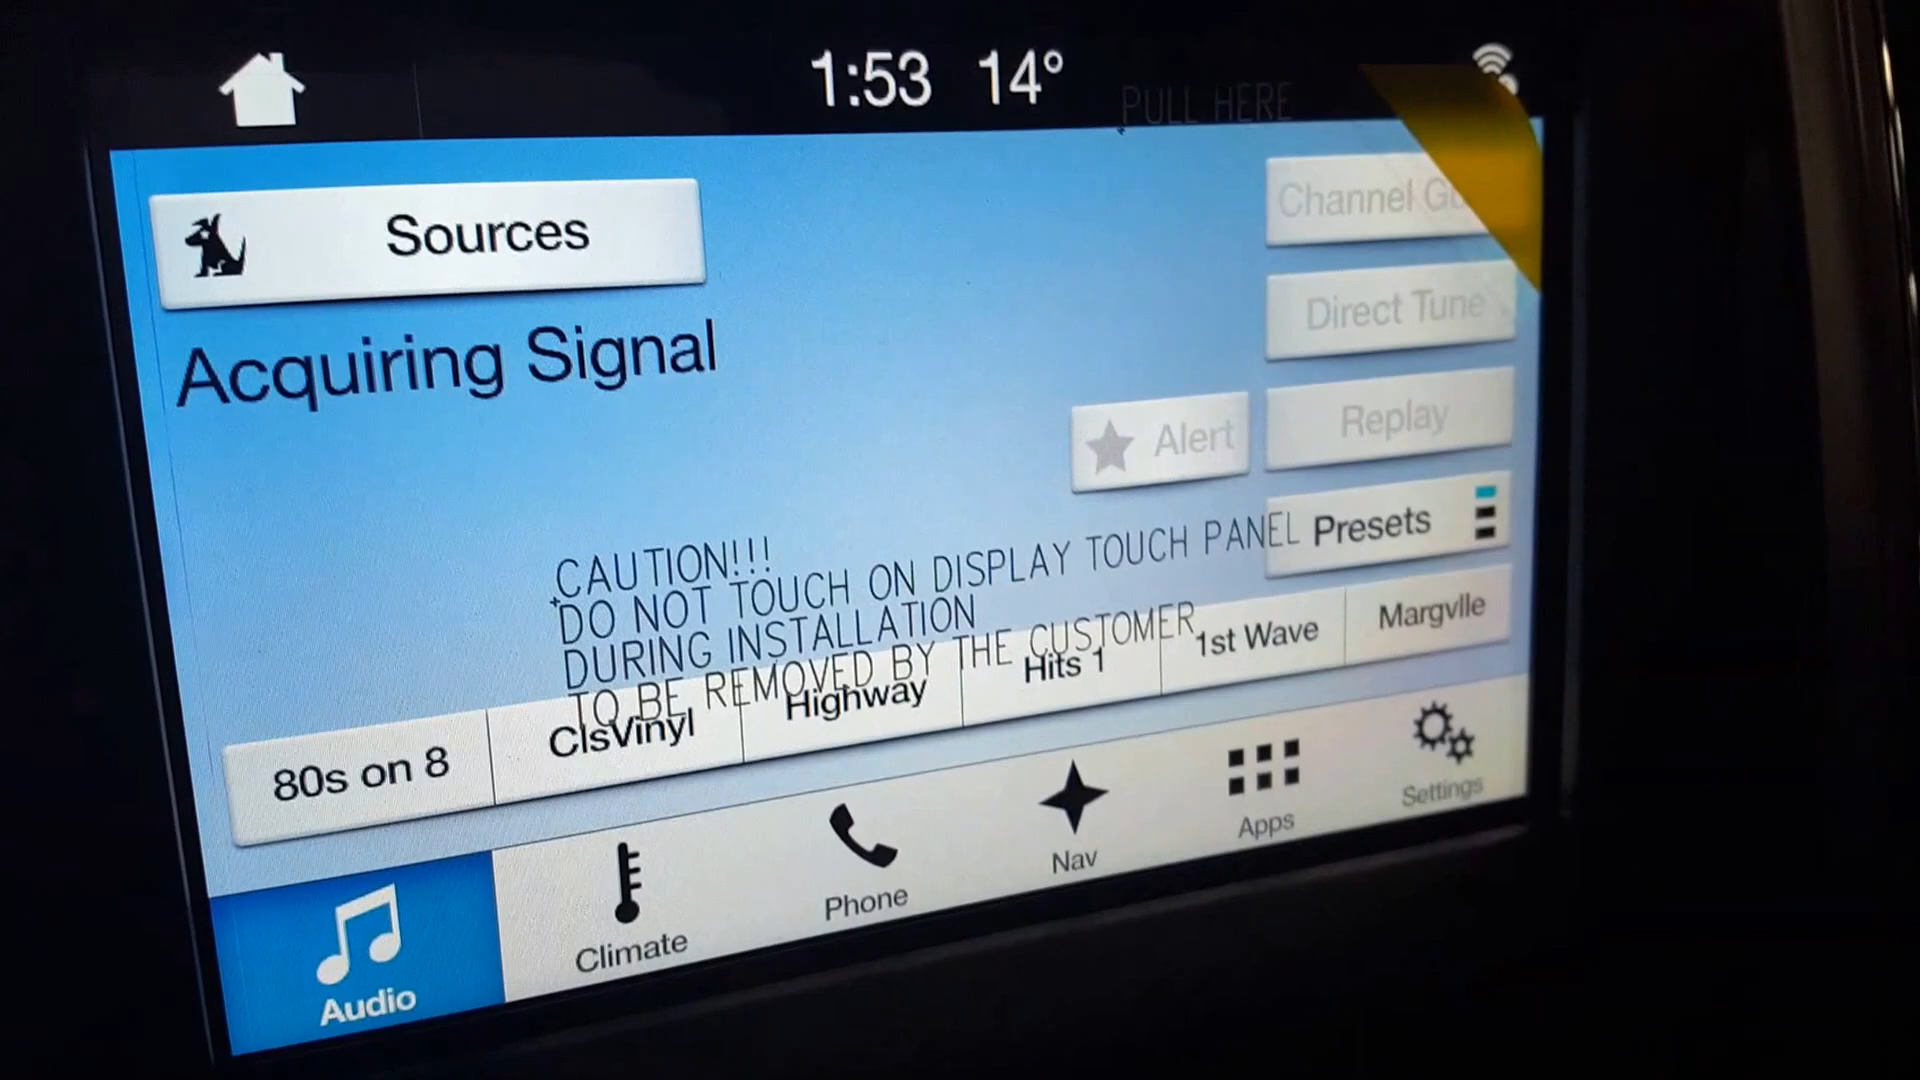 1:53 14°
PULL HERE
Sources
Channel
Direct Tune
Acquiring Signal
Alert
Replay
Presets
CAUTION!!!
DO NOT TOUCH ON DISPLAY TOUCH PANEL
DURING INSTALLATION
TO BE REMOVED BY THE CUSTOMER
80s on 8
ClsVinyl
Highway
Hits 1
1st Wave
Margvlle
Audio
Climate
Phone
Nav
Apps
Settings